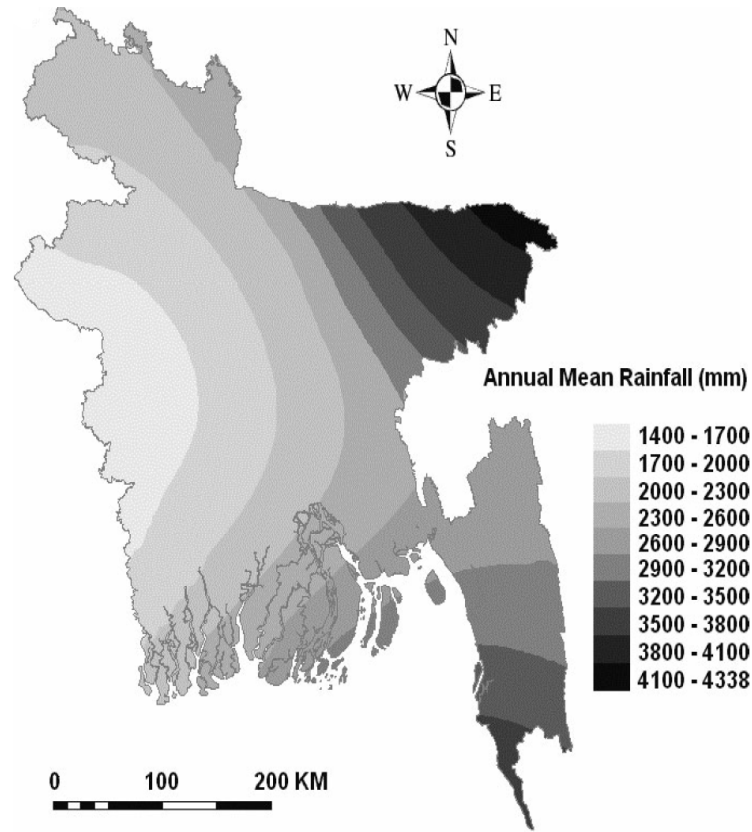 N
W E
S
Annual Mean Rainfall (mm)
1400 - 1700
1700 - 2000
2000 - 2300
2300 - 2600
2600 - 2900
2900 - 3200
3200 - 3500
3500 - 3800
3800 - 4100
4100 - 4338
0 100 200 KM